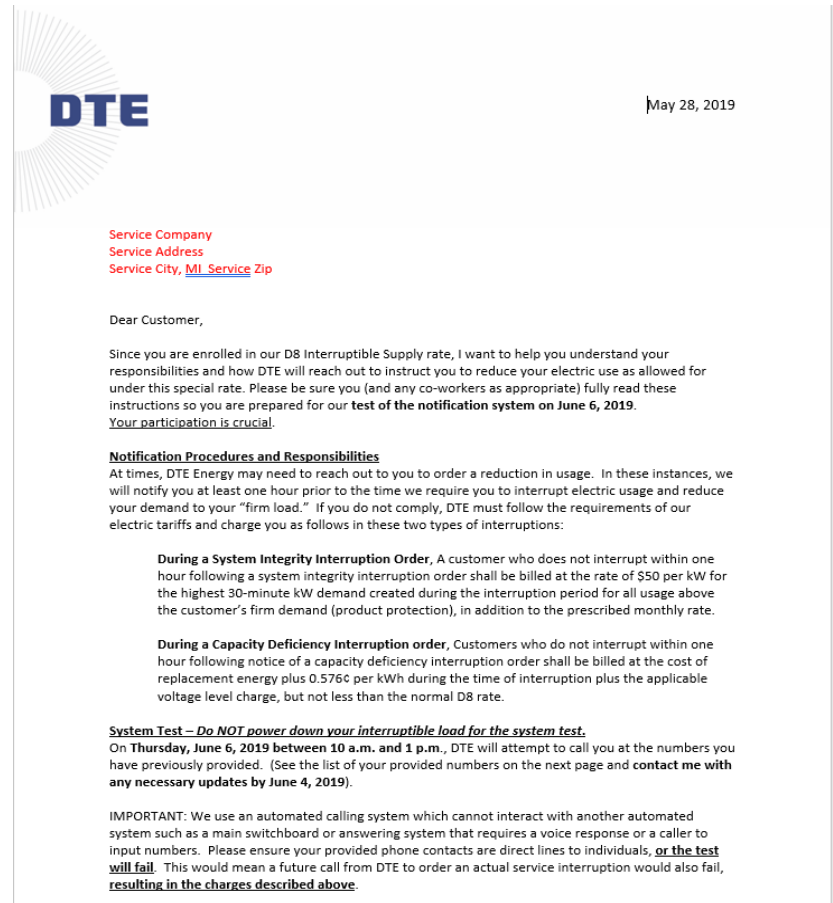 DTE
May 28, 2019
Service Company
Service Address
Service City, MI  Service Zip
Dear Customer,
Since you are enrolled in our D8 Interruptible Supply rate, I want to help you understand your
responsibilities and how DTE will reach out to instruct you to reduce your electric use as allowed for
under this special rate. Please be sure you (and any co-workers as appropriate) fully read these
instructions so you are prepared for our test of the notification system on June 6, 2019.
Your participation is crucial.
Notification Procedures and Responsibilities
At times, DTE Energy may need to reach out to you to order a reduction in usage.  In these instances, we
will notify you at least one hour prior to the time we require you to interrupt electric usage and reduce
your demand to your “firm load.”  If you do not comply, DTE must follow the requirements of our
electric tariffs and charge you as follows in these two types of interruptions:
During a System Integrity Interruption Order, A customer who does not interrupt within one
hour following a system integrity interruption order shall be billed at the rate of $50 per kW for
the highest 30-minute kW demand created during the interruption period for all usage above
the customer’s firm demand (product protection), in addition to the prescribed monthly rate.
During a Capacity Deficiency Interruption order, Customers who do not interrupt within one
hour following notice of a capacity deficiency interruption order shall be billed at the cost of
replacement energy plus 0.576¢ per kWh during the time of interruption plus the applicable
voltage level charge, but not less than the normal D8 rate.
System Test – Do NOT power down your interruptible load for the system test.
On Thursday, June 6, 2019 between 10 a.m. and 1 p.m., DTE will attempt to call you at the numbers you
have previously provided.  (See the list of your provided numbers on the next page and contact me with
any necessary updates by June 4, 2019).
IMPORTANT: We use an automated calling system which cannot interact with another automated
system such as a main switchboard or answering system that requires a voice response or a caller to
input numbers.  Please ensure your provided phone contacts are direct lines to individuals, or the test
will fail.  This would mean a future call from DTE to order an actual service interruption would also fail,
resulting in the charges described above.